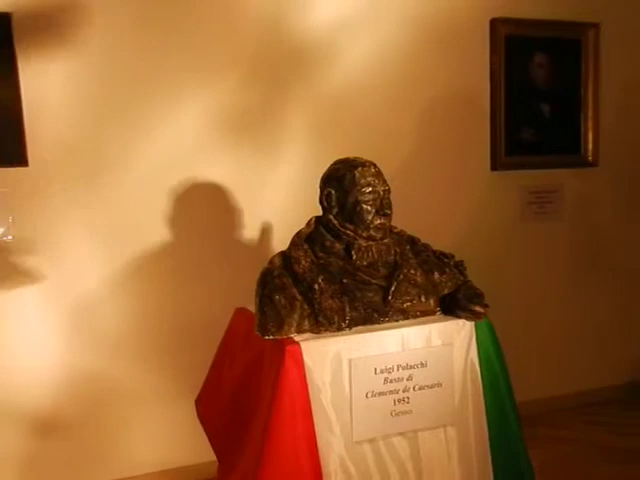 Luigi Polacchi
Busto di
Clemente de Caesaris
1952
Gesso